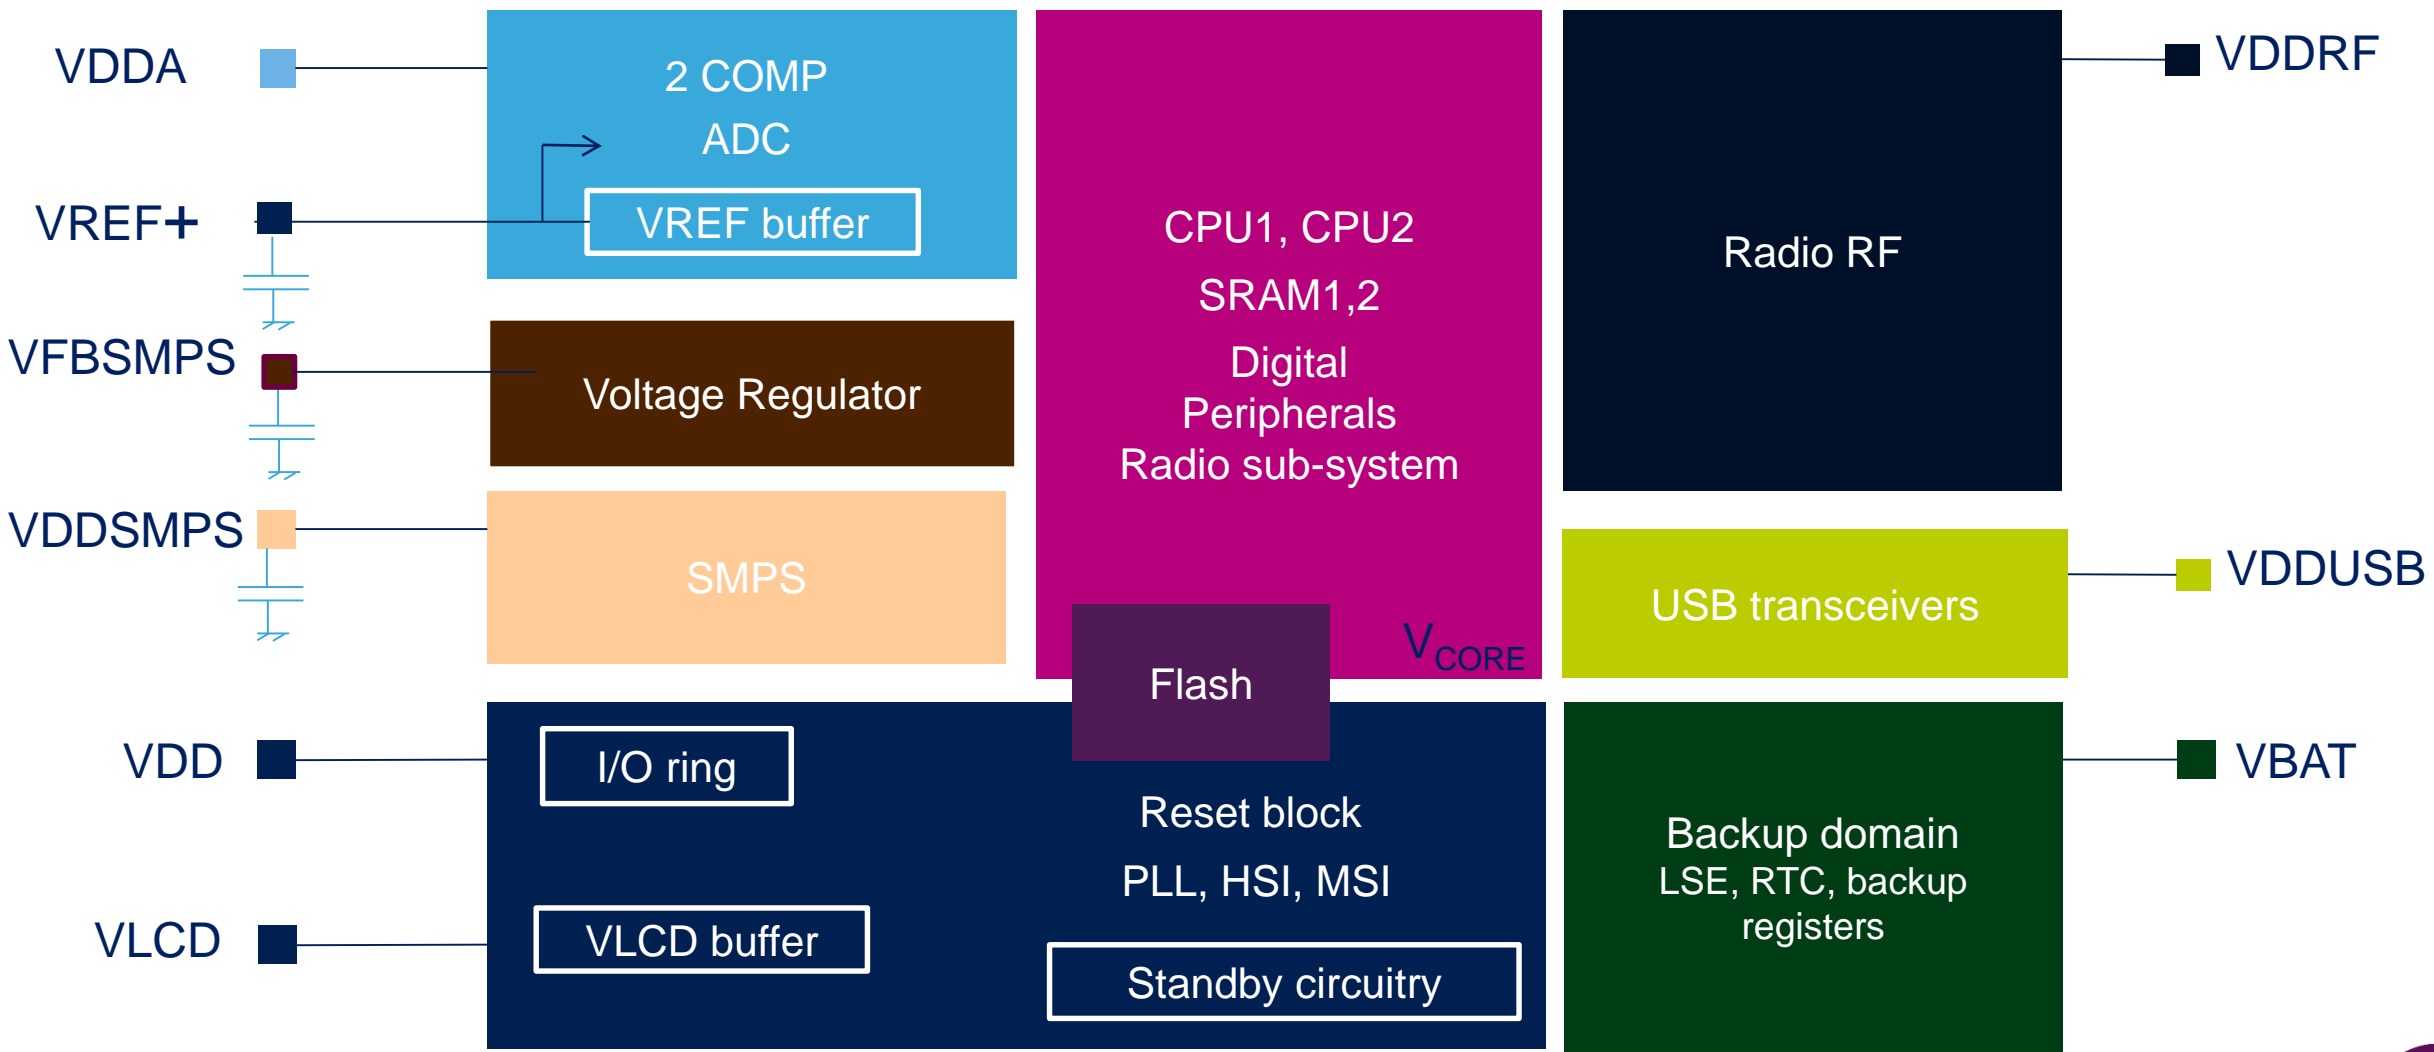 VDDA
2 COMP
ADC
VREF+
VREF buffer
VFBSMPS
Voltage Regulator
VDDSMPS
SMPS
VDD
I/O ring
VLCD
VLCD buffer
CPU1, CPU2
SRAM1,2
Digital
Peripherals
Radio sub-system
VCORE
Flash
Reset block
PLL, HSI, MSI
Standby circuitry
Radio RF
VDDRF
USB transceivers
VDDUSB
Backup domain
LSE, RTC, backup
registers
VBAT